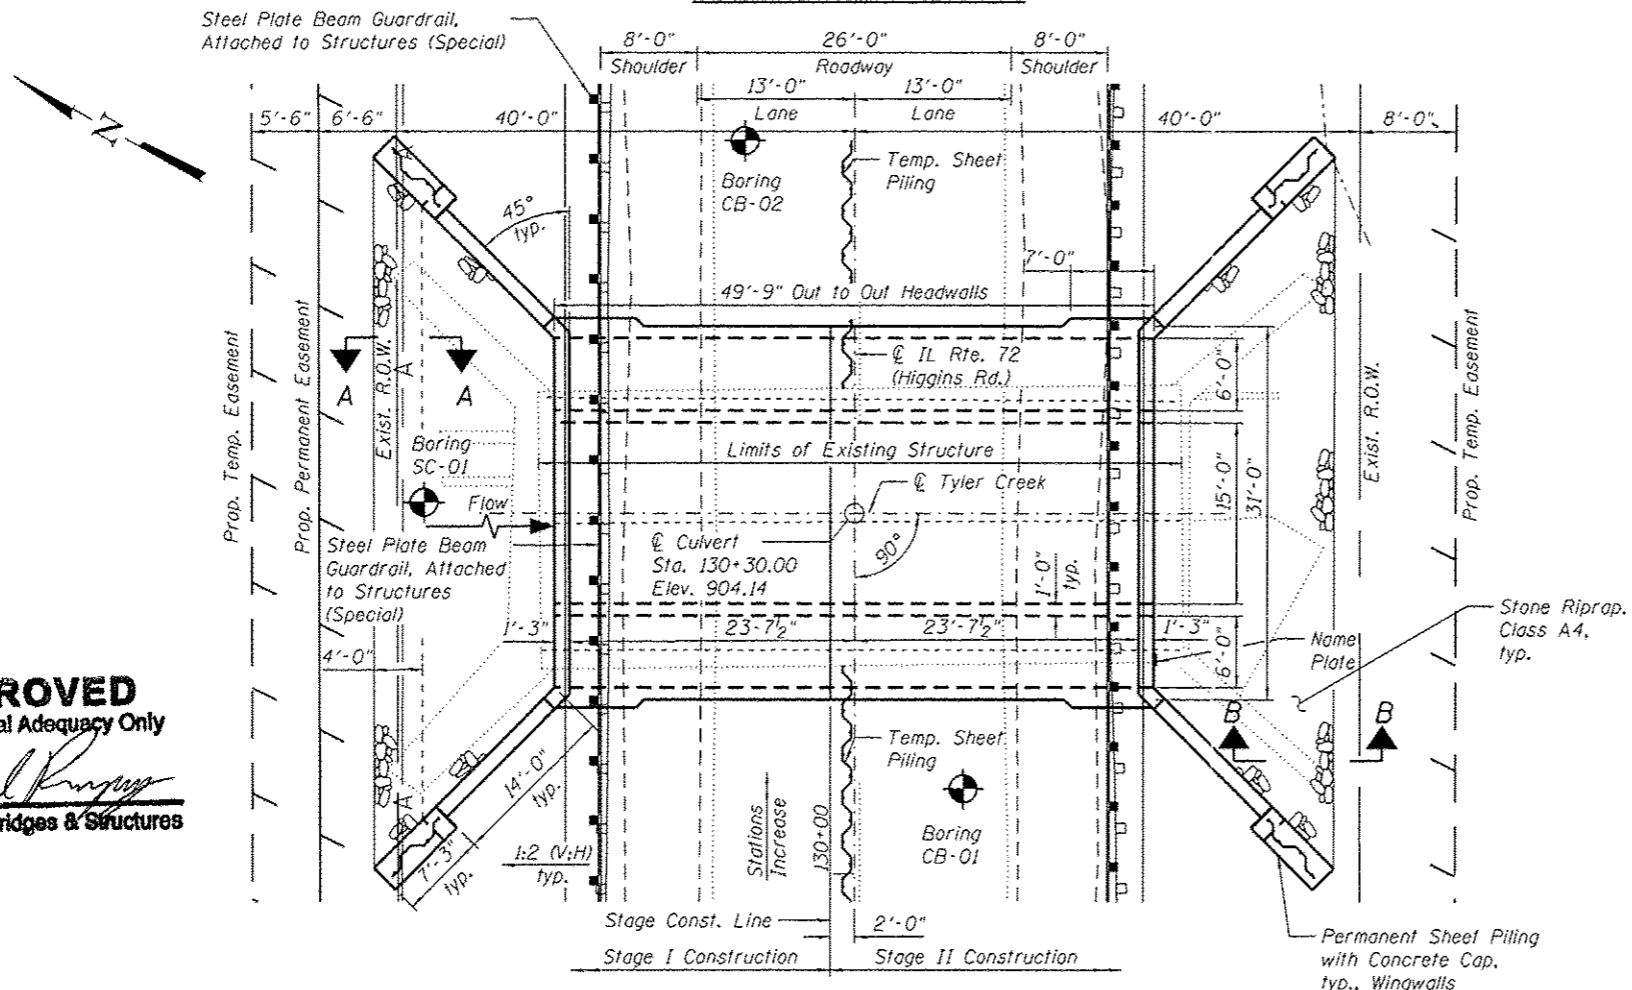 Steel Plate Beam Guardrail,
Attached to Structures (Special)
8'-0"
26'-0"
8'-0"
Shoulder
Roadway
Shoulder
13'-0"
13'-0"
Lane
Lane
5'-6"
6'-6"
40'-0"
40'-0"
8'-0"
N
Temp. Sheet
Piling
Boring
CB-02
45°
typ.
7'-0"
49'-9" Out to Out Headwalls
℄ IL Rte. 72
(Higgins Rd.)
Prop. Temp. Easement
Prop. Permanent Easement
Exist. R.O.W.
A
A
A
A
A
6'-0"
15'-0"
31'-0"
6'-0"
Exist. R.O.W.
Prop. Temp. Easement
Boring
SC-01
Flow
Limits of Existing Structure
℄ Tyler Creek
Steel Plate Beam
Guardrail, Attached
to Structures
(Special)
℄ Culvert
Sta. 130+30.00
Elev. 904.14
90°
1'-0"
typ.
1'-3"
23'-7½"
23'-7½"
1'-3"
4'-0"
Name
Plate
Stone Riprap,
Class A4,
typ.
B
B
ROVED
al Adequacy Only
ridges & Structures
14'-0"
typ.
7'-3"
typ.
1:2 (V:H)
typ.
Stations
Increase
130+00
Temp. Sheet
Piling
Boring
CB-01
Stage Const. Line
2'-0"
Stage I Construction
Stage II Construction
Permanent Sheet Piling
with Concrete Cap,
typ., Wingwalls